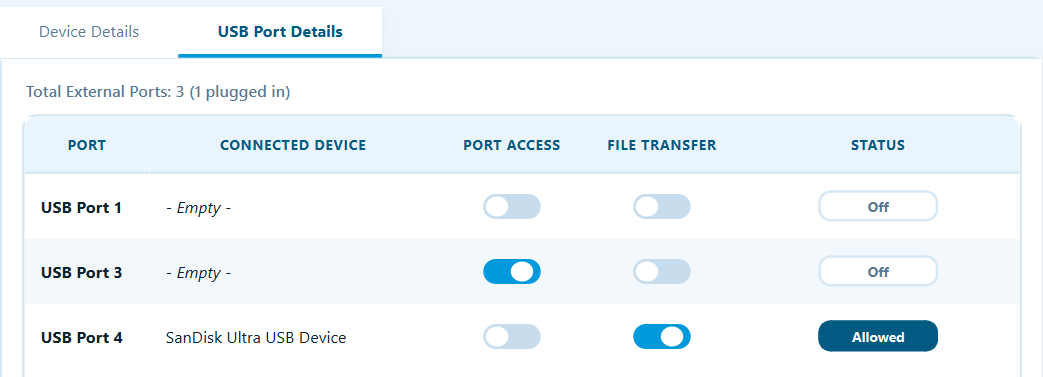 Device Details USB Port Details
Total External Ports: 3 (1 plugged in)
PORT CONNECTED DEVICE PORT ACCESS FILE TRANSFER STATUS
USB Port 1 - Empty - Off
USB Port 3 - Empty - Off
USB Port 4 SanDisk Ultra USB Device Allowed